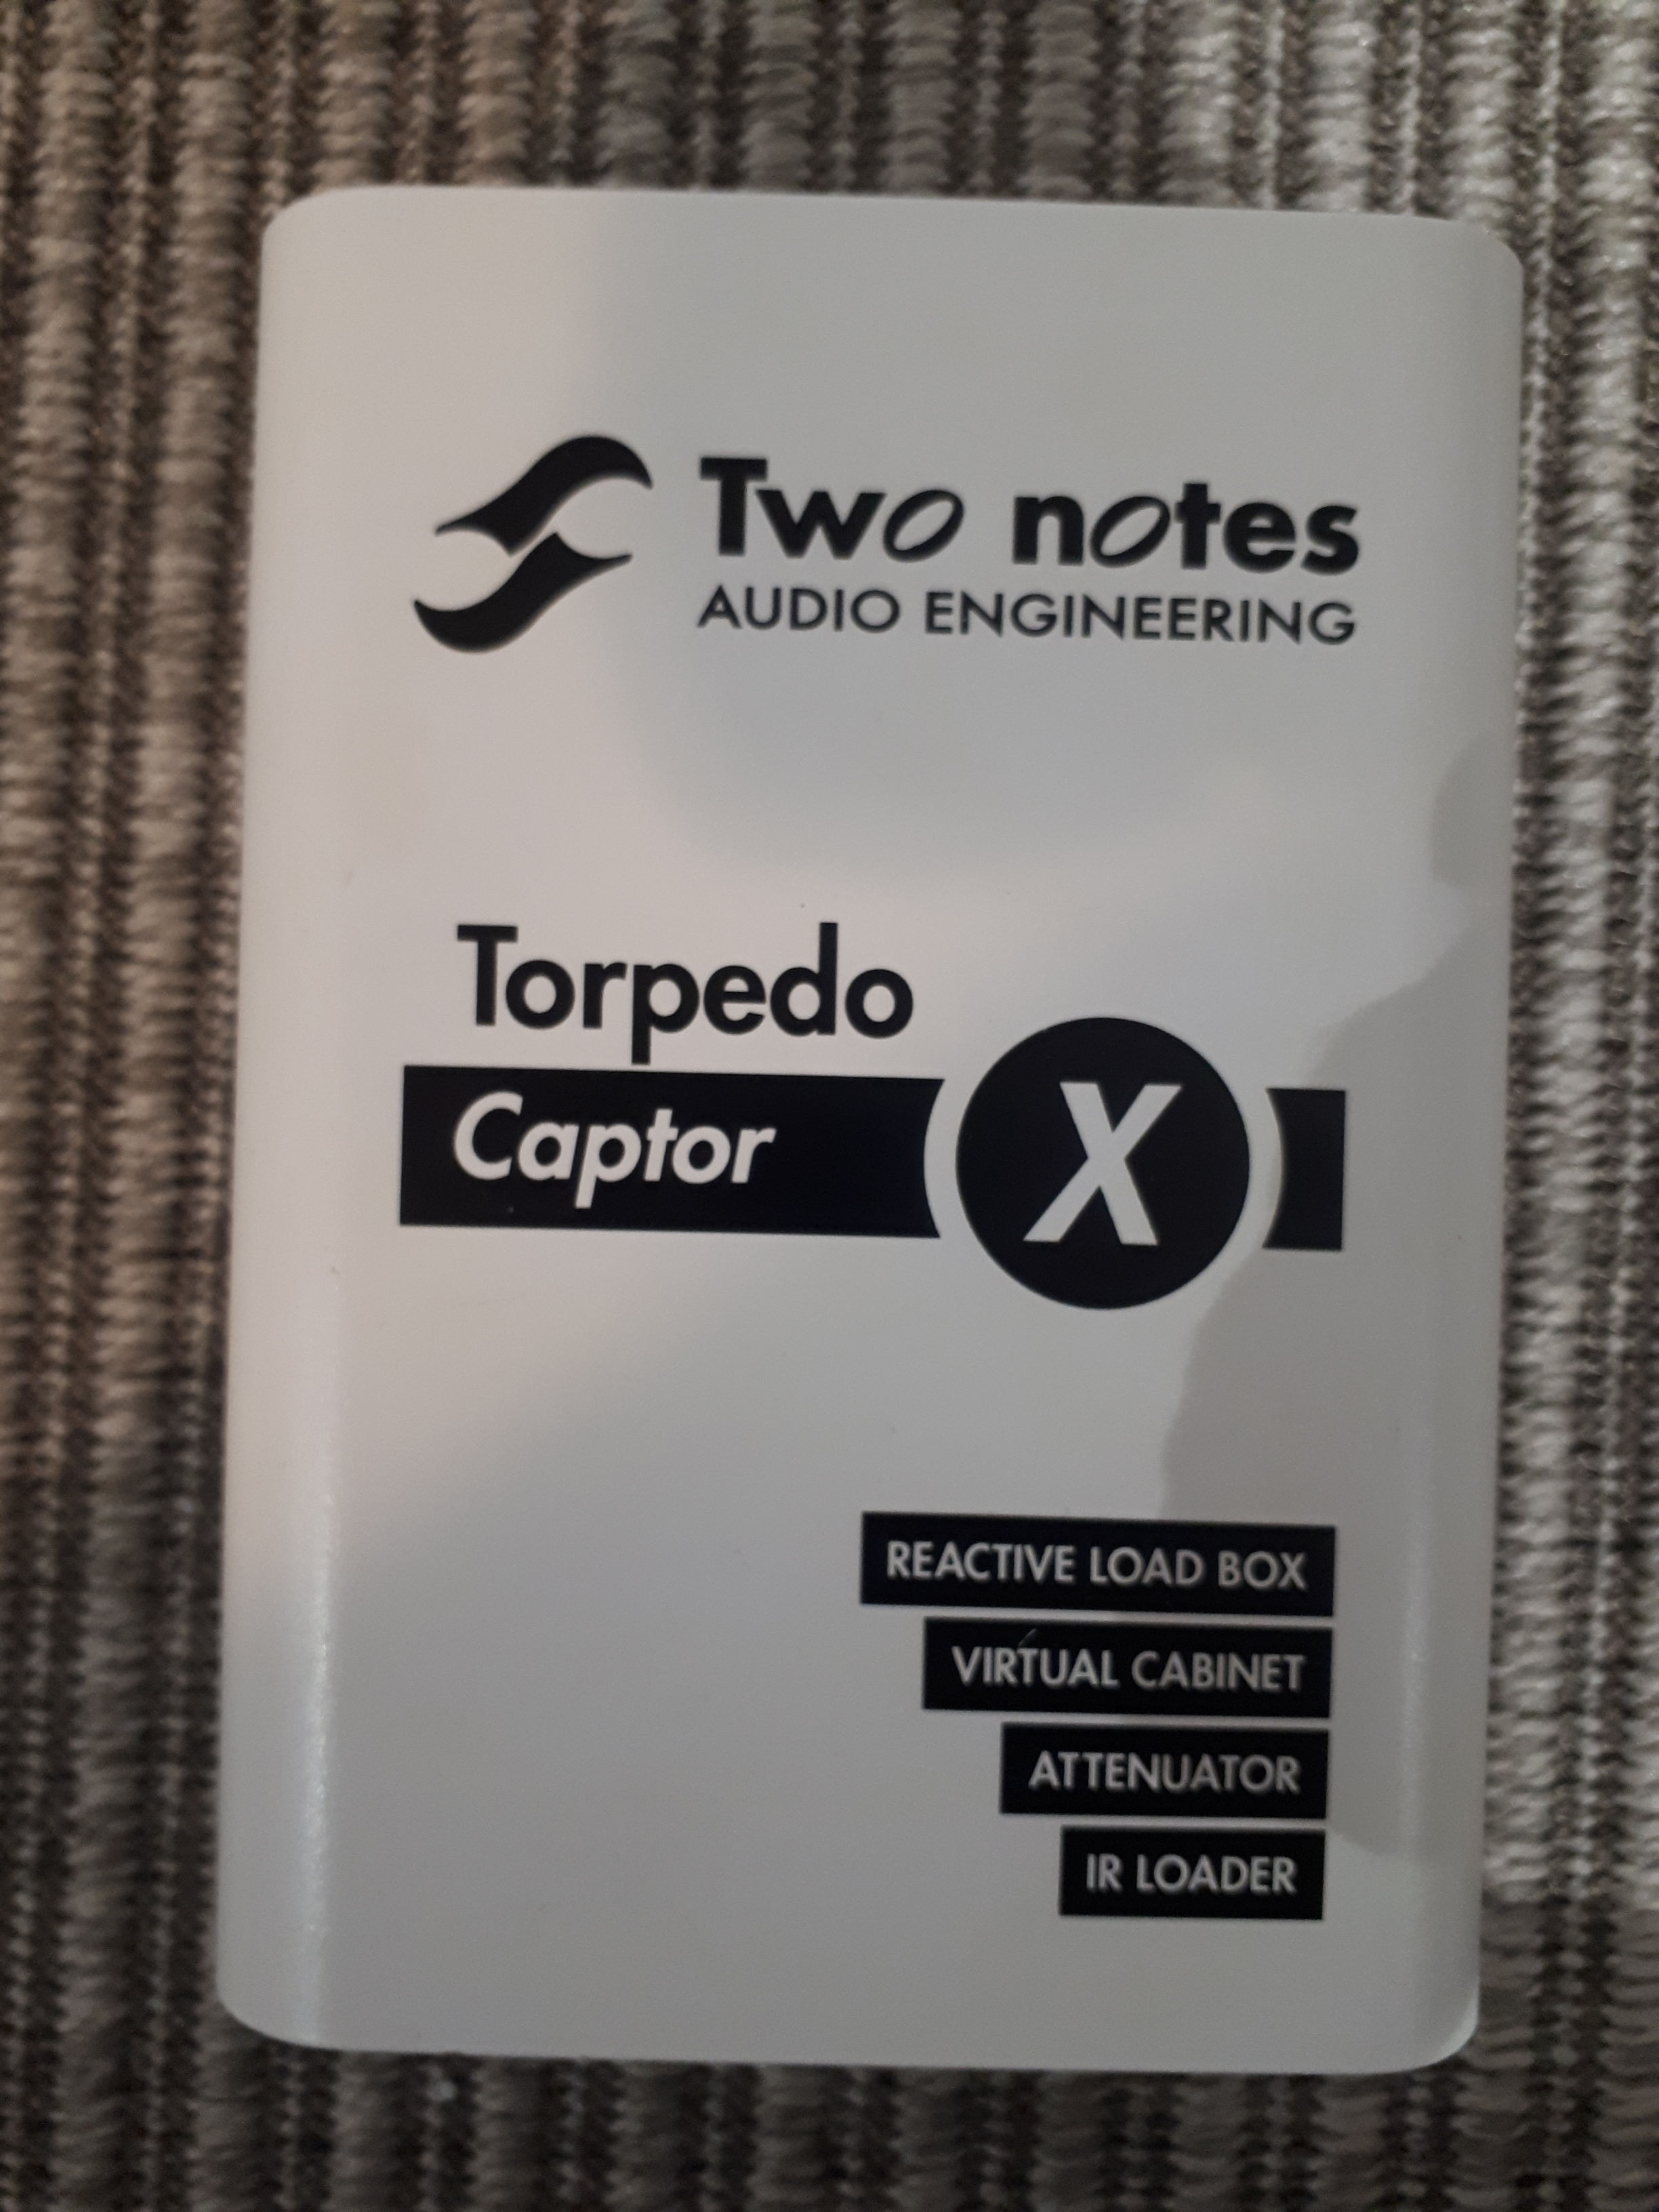 Two notes
AUDIO ENGINEERING
Torpedo
Captor X
REACTIVE LOAD BOX
VIRTUAL CABINET
ATTENUATOR
IR LOADER